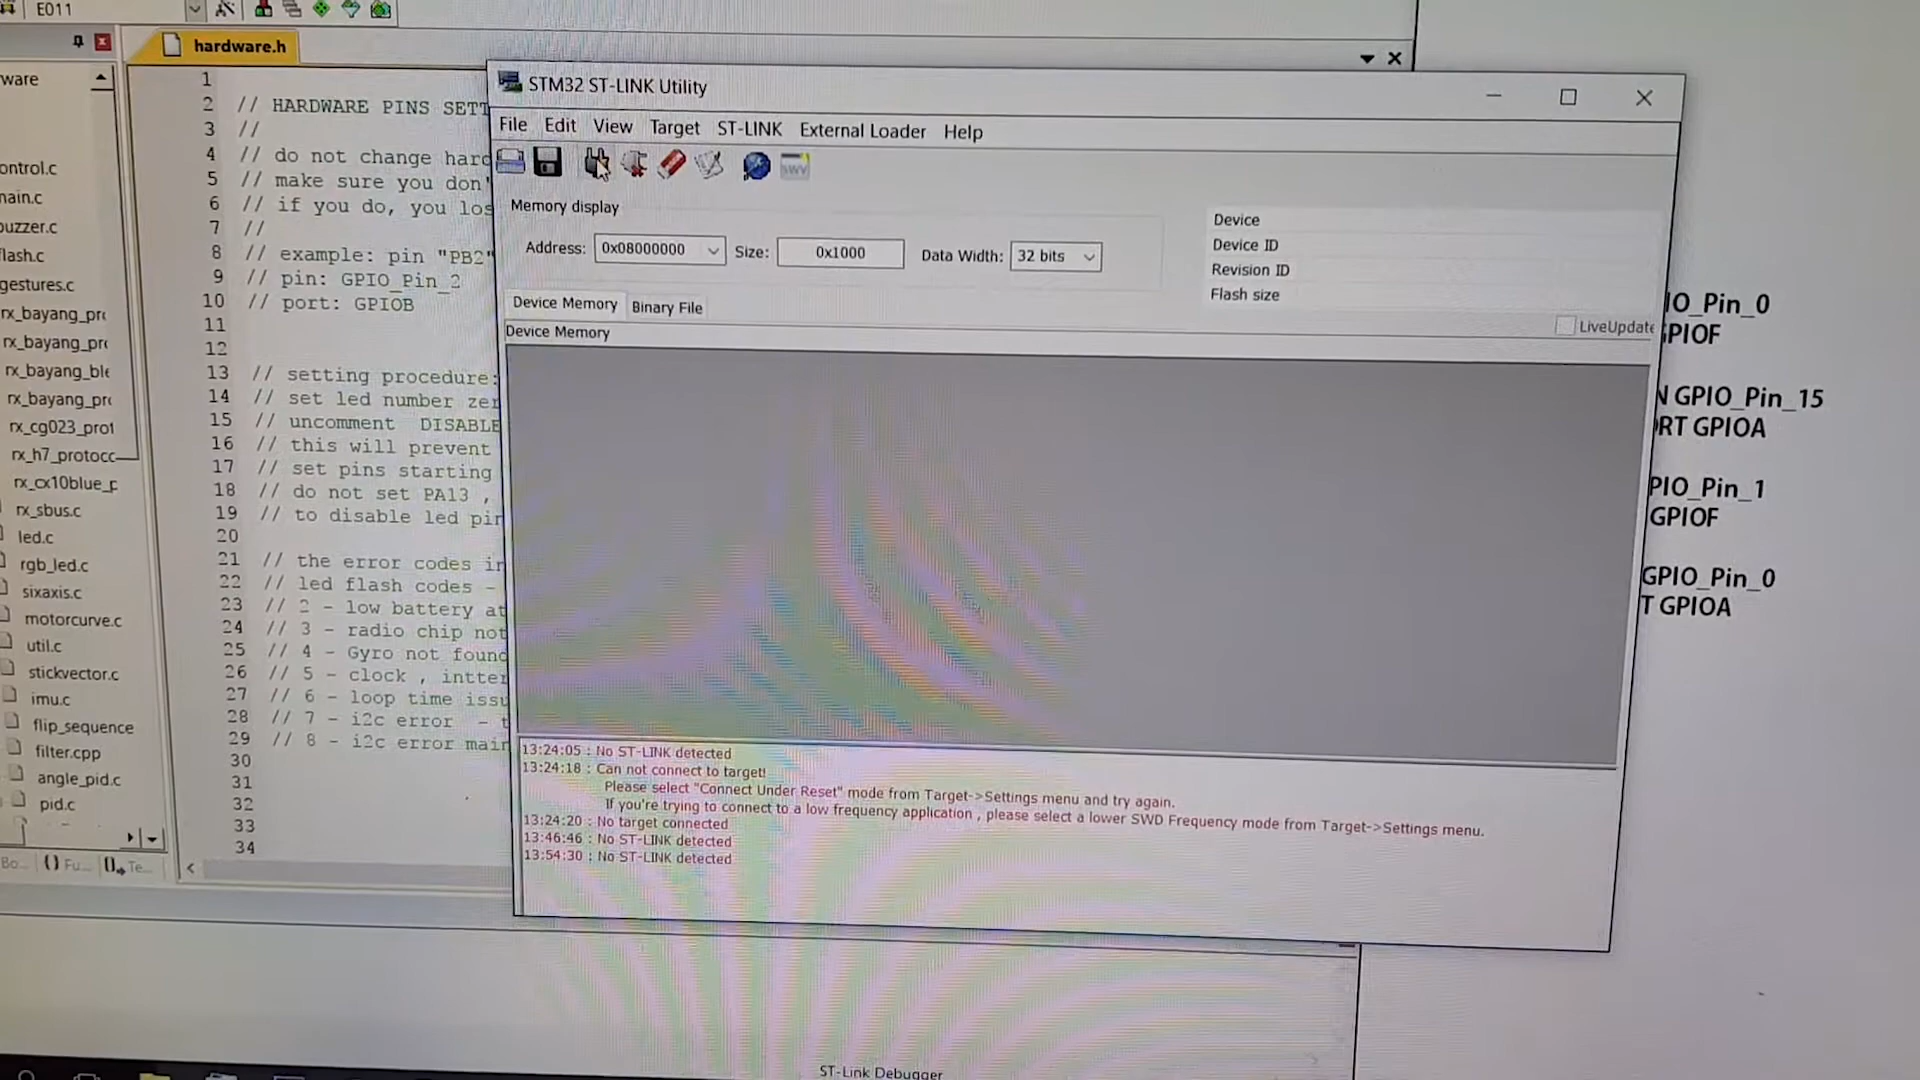 E011
hardware.h
ware
ontrol.c
buzzer.c
gestures.c
rx_bayang_ble
rx_sbus.c
led.c
rgb_led.c
sixaxis.c
motorcurve.c
util.c
stickvector.c
imu.c
flip_sequence
filter.cpp
angle_pid.c
pid.c
Bo...
Fu...
Te...
1
2 // HARDWARE PINS SETT
3 //
4 // do not change hard
5 // make sure you don'
6 // if you do, you los
7 //
8 // example: pin "PB2"
9 // pin: GPIO_Pin_2
10 // port: GPIOB
11
12
13 // setting procedure:
14 // set led number zer
15 // uncomment DISABLE
16 // this will prevent
17 // set pins starting
18 // do not set PA13 ,
19 // to disable led pin
20
21 // the error codes in
22 // led flash codes -
23 // 2 - low battery at
24 // 3 - radio chip not
25 // 4 - Gyro not found
26 // 5 - clock , intter
27 // 6 - loop time issu
28 // 7 - i2c error - t
29 // 8 - i2c error main
30
31
32
33
34
STM32 ST-LINK Utility
File Edit View Target ST-LINK External Loader Help
SWV
Memory display
Address: 0x08000000 Size: 0x1000 Data Width: 32 bits
Device
Device ID
Revision ID
Flash size
LiveUpdate
Device Memory Binary File
Device Memory
13:24:05 : No ST-LINK detected
13:24:18 : Can not connect to target!
Please select "Connect Under Reset" mode from Target->Settings menu and try again.
If you're trying to connect to a low frequency application , please select a lower SWD Frequency mode from Target->Settings menu.
13:24:20 : No target connected
13:46:46 : No ST-LINK detected
13:54:30 : No ST-LINK detected
IO_Pin_0
GPIOF
N GPIO_Pin_15
RT GPIOA
PIO_Pin_1
GPIOF
GPIO_Pin_0
T GPIOA
ST-Link Debugger